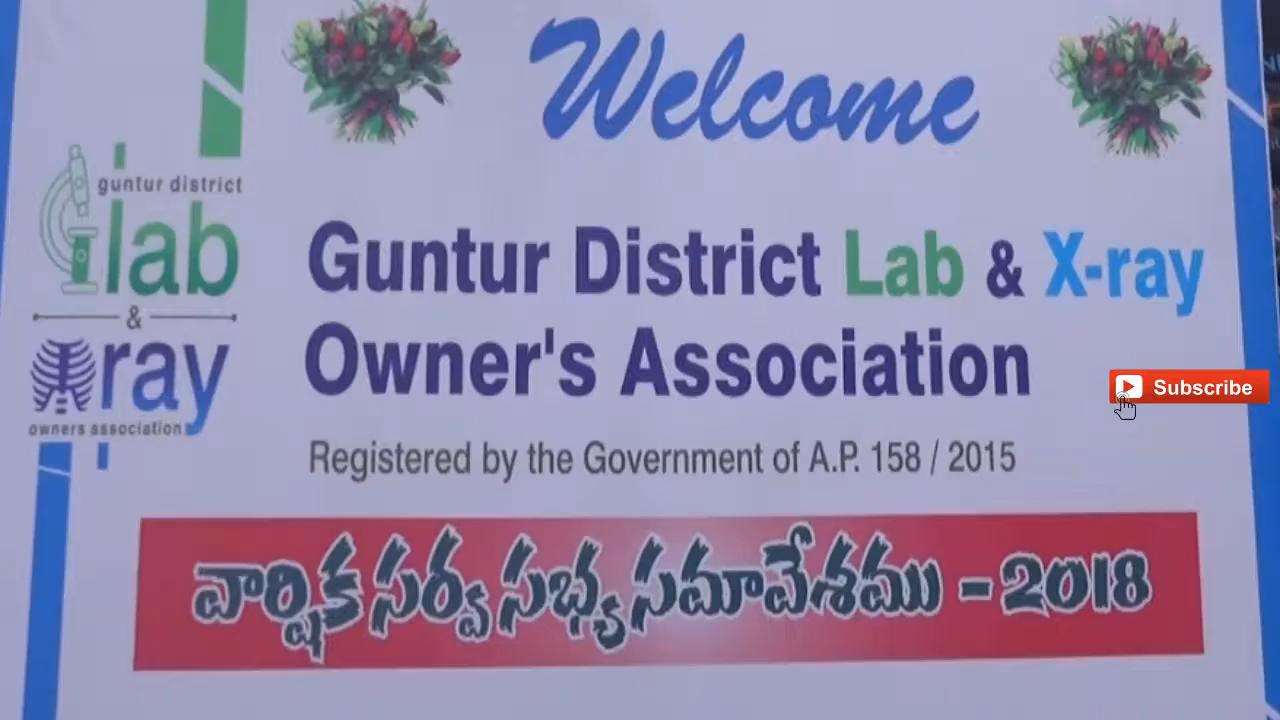 Welcome
guntur district
lab
&
xray
owners association
Guntur District Lab & X-ray
Owner's Association
Registered by the Government of A.P. 158 / 2015
వార్షిక సర్వ సభ్య సమావేశము - 2018
Subscribe